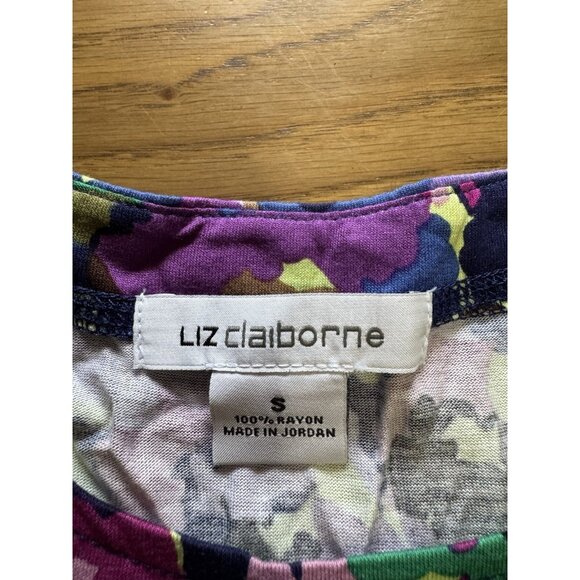 LIZ claiborne
S
100% RAYON
MADE IN JORDAN